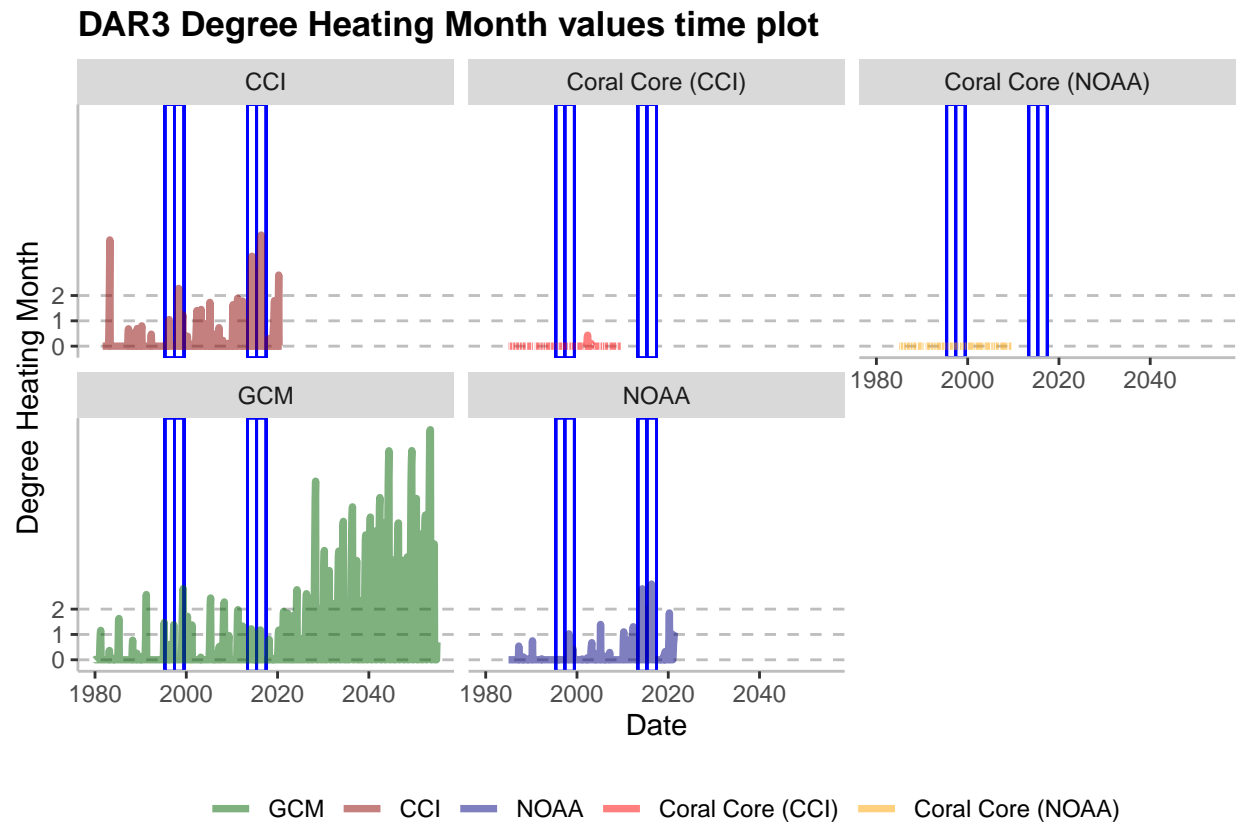 DAR3 Degree Heating Month values time plot
CCI
Coral Core (CCI)
Coral Core (NOAA)
Degree Heating Month
2
1
0
1980 2000 2020 2040
GCM
NOAA
2
1
0
1980 2000 2020 2040
1980 2000 2020 2040
Date
GCM CCI NOAA Coral Core (CCI) Coral Core (NOAA)